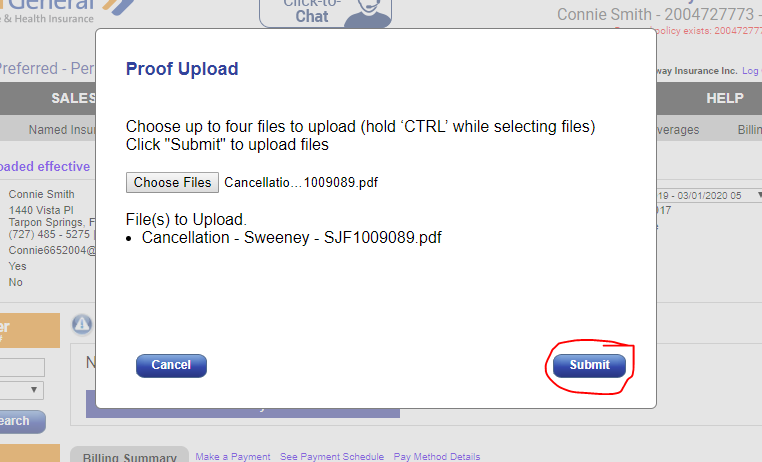 General
e & Health Insurance
Click-to-
Chat
Connie Smith - 2004727773 -
policy exists: 200472777
Preferred - Per
way Insurance Inc. Log
SALES
HELP
Named Insu
verages
Billin
oaded effective
Connie Smith
1440 Vista Pl
Tarpon Springs, F
(727) 485 - 5275
Connie6652004@
Yes
No
19 - 03/01/2020 05
017
Proof Upload
Choose up to four files to upload (hold ‘CTRL’ while selecting files)
Click "Submit" to upload files
Choose Files Cancellatio...1009089.pdf
File(s) to Upload.
• Cancellation - Sweeney - SJF1009089.pdf
Cancel
Submit
er
earch
N
Billing Summary Make a Payment See Payment Schedule Pay Method Details